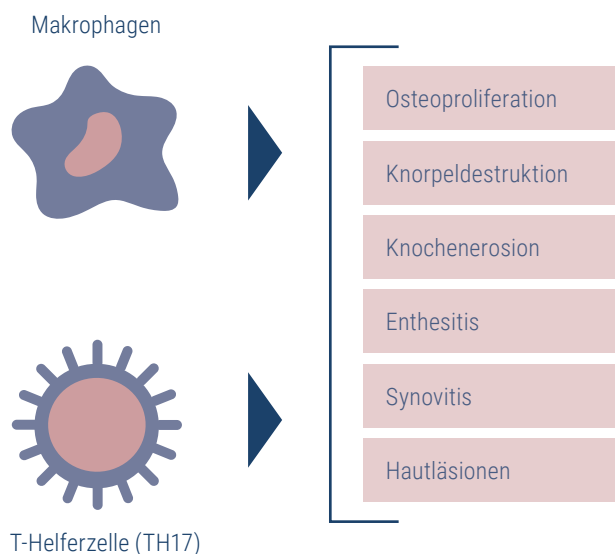 Makrophagen
Osteoproliferation
Knorpeldestruktion
Knochenerosion
Enthesitis
Synovitis
Hautläsionen
T-Helferzelle (TH17)